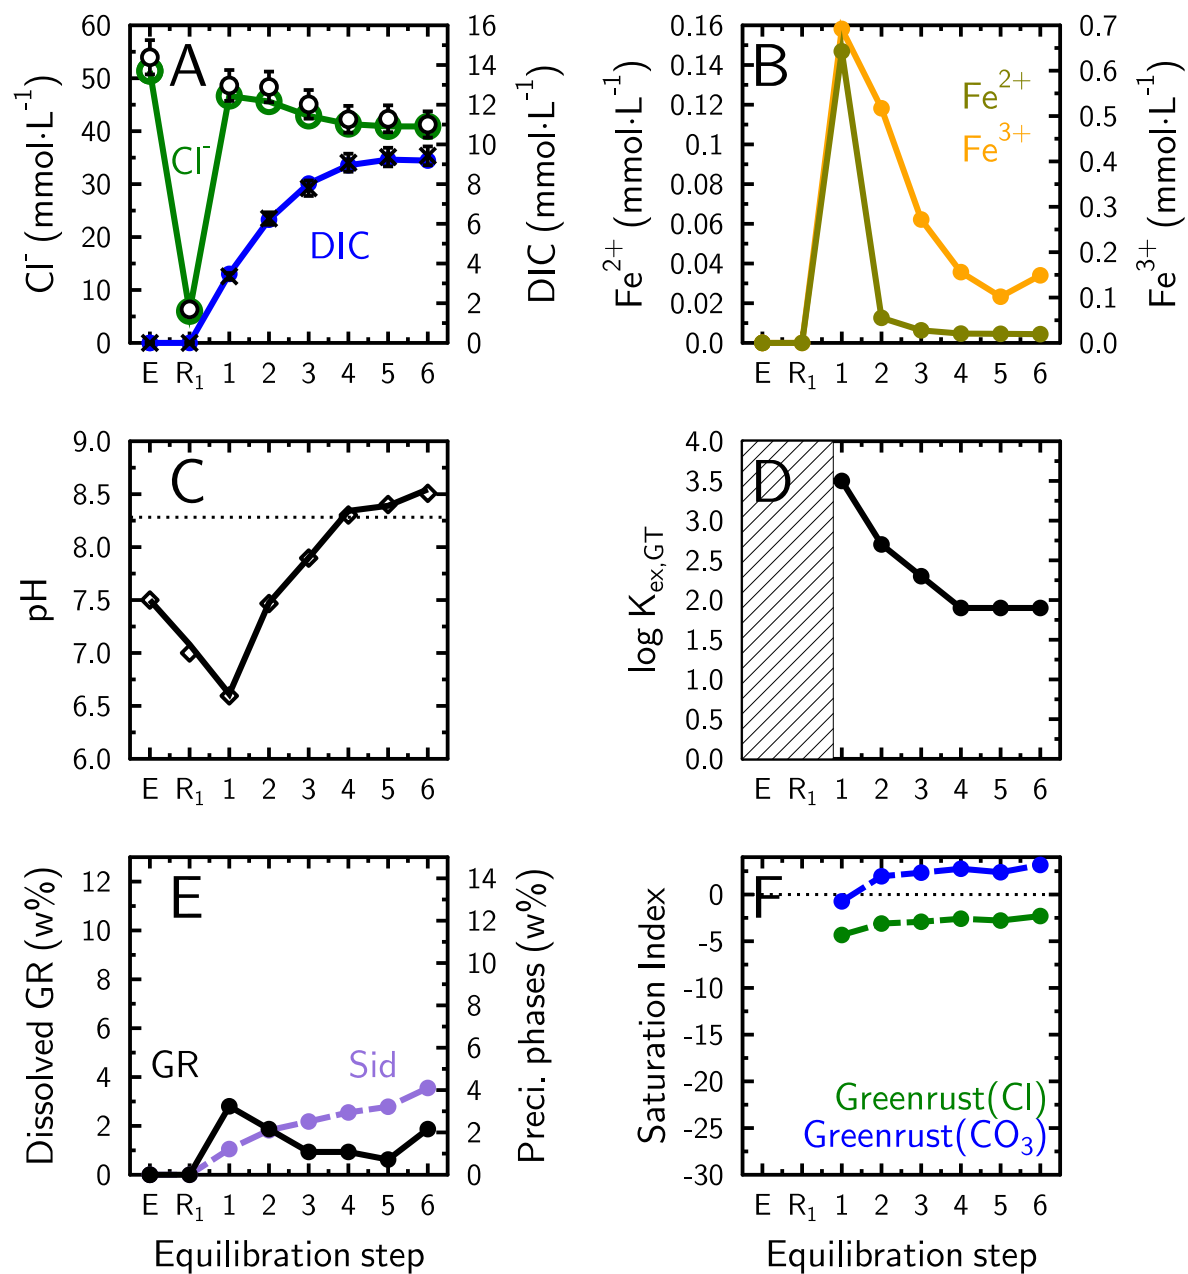 A
Cl⁻ (mmol·L⁻¹)
60
50
40
30
20
10
0
Cl⁻
DIC
16
14
12
10
8
6
4
2
0
DIC (mmol·L⁻¹)
E R₁ 1 2 3 4 5 6
B
Fe²⁺ (mmol·L⁻¹)
0.16
0.14
0.12
0.10
0.08
0.06
0.04
0.02
0.0
Fe²⁺
Fe³⁺
0.7
0.6
0.5
0.4
0.3
0.2
0.1
0.0
Fe³⁺ (mmol·L⁻¹)
E R₁ 1 2 3 4 5 6
C
pH
9.0
8.5
8.0
7.5
7.0
6.5
6.0
E R₁ 1 2 3 4 5 6
D
log K_ex,GT
4.0
3.5
3.0
2.5
2.0
1.5
1.0
0.5
0.0
E R₁ 1 2 3 4 5 6
E
Dissolved GR (w%)
12
10
8
6
4
2
0
GR
Sid
14
12
10
8
6
4
2
0
Preci. phases (w%)
E R₁ 1 2 3 4 5 6
Equilibration step
F
Saturation Index
0
-5
-10
-15
-20
-25
-30
Greenrust(Cl)
Greenrust(CO₃)
E R₁ 1 2 3 4 5 6
Equilibration step